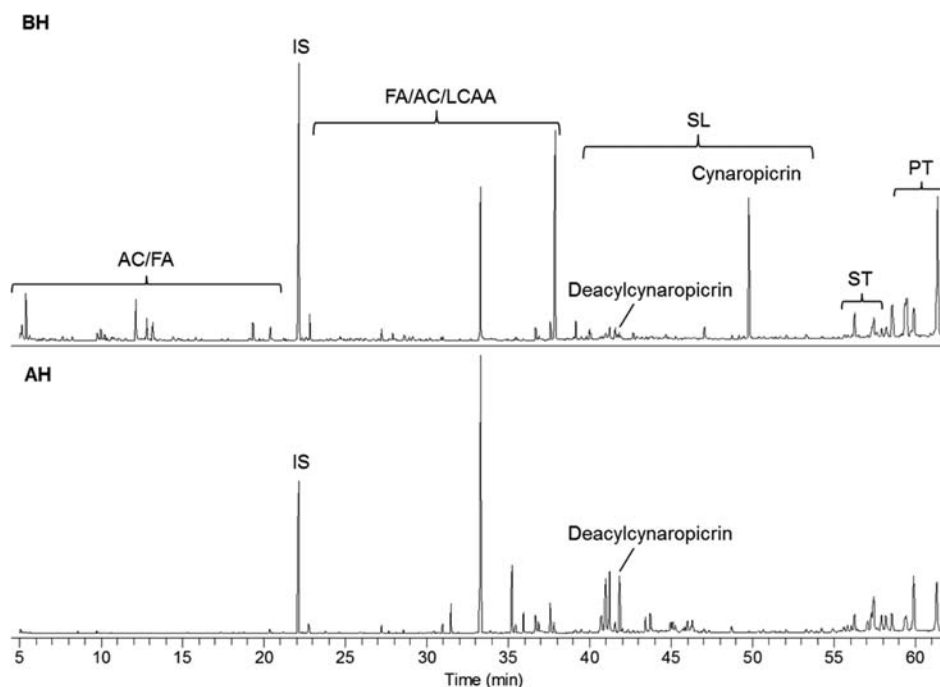 BH
IS
FA/AC/LCAA
SL
PT
Cynaropicrin
AC/FA
Deacylcynaropicrin
ST
AH
IS
Deacylcynaropicrin
5 10 15 20 25 30 35 40 45 50 55 60
Time (min)